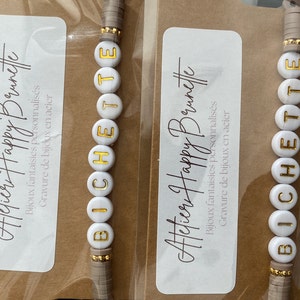 Atelier Happy Brunette
Bijoux fantaisies personnalisés
Gravure de bijoux en acier
BICHETTE
Atelier Happy Brunette
Bijoux fantaisies personnalisés
Gravure de bijoux en acier
BICHETTE